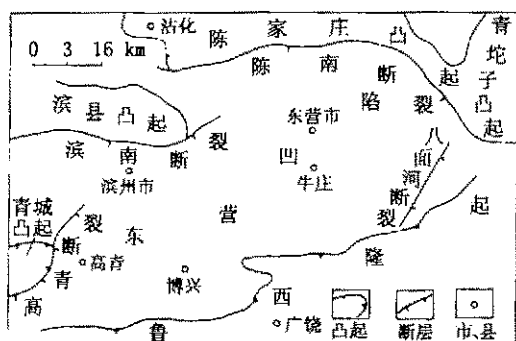 沾化
陈家庄凸起
青坨子凸起
0 3 16 km
陈南断裂
滨县凸起
滨南断裂
东营市
八面河断裂
牛庄
滨州市
东营凹陷
青城凸起
高青断裂
高青
博兴
鲁西隆起
广饶
凸起
断层
市、县